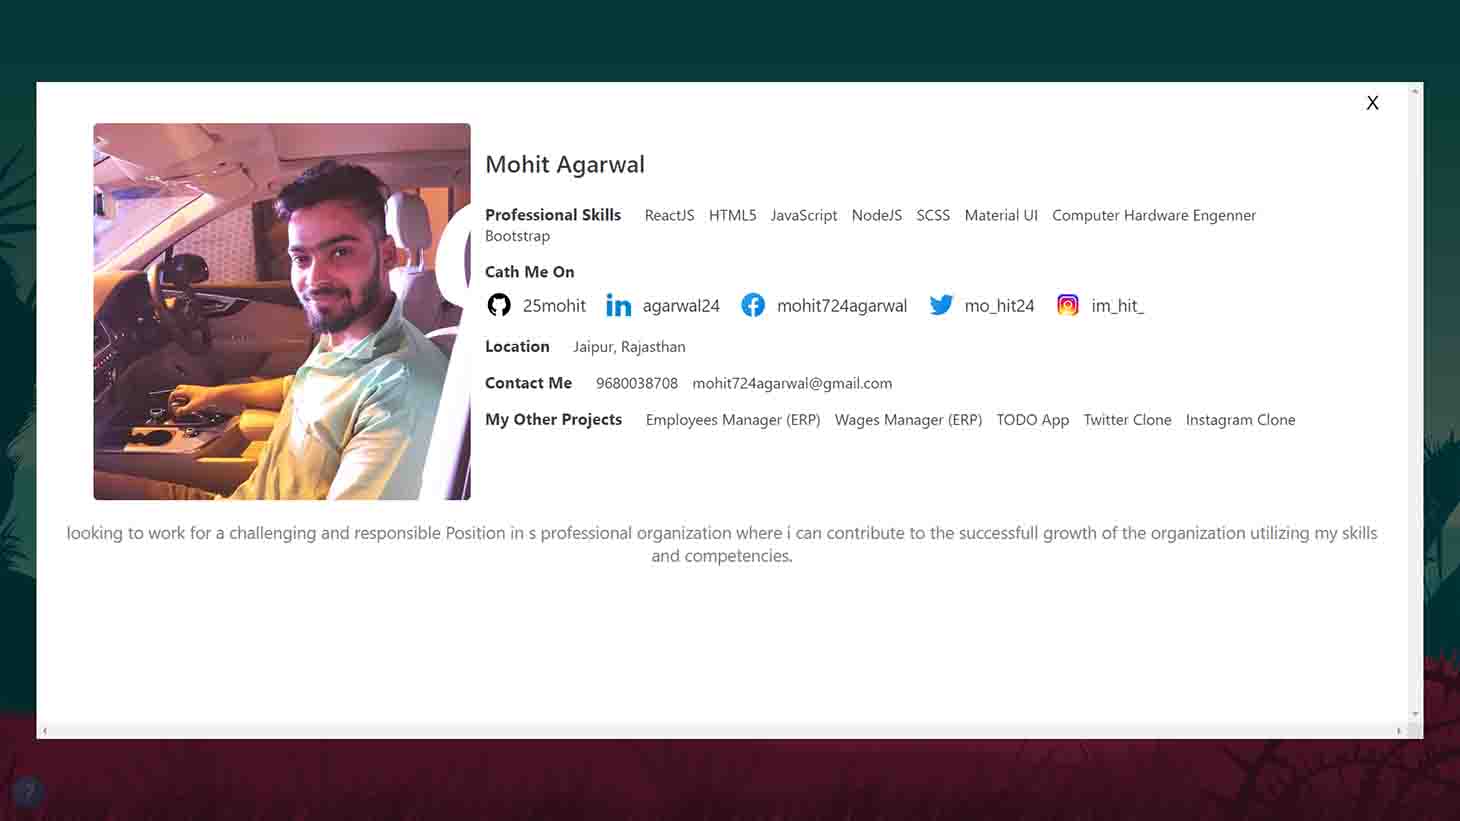 X
Mohit Agarwal
Professional Skills ReactJS HTML5 JavaScript NodeJS SCSS Material UI Computer Hardware Engenner
Bootstrap
Cath Me On
25mohit in agarwal24 mohit724agarwal mo_hit24 im_hit_
Location Jaipur, Rajasthan
Contact Me 9680038708 mohit724agarwal@gmail.com
My Other Projects Employees Manager (ERP) Wages Manager (ERP) TODO App Twitter Clone Instagram Clone
looking to work for a challenging and responsible Position in s professional organization where i can contribute to the successfull growth of the organization utilizing my skills
and competencies.
?